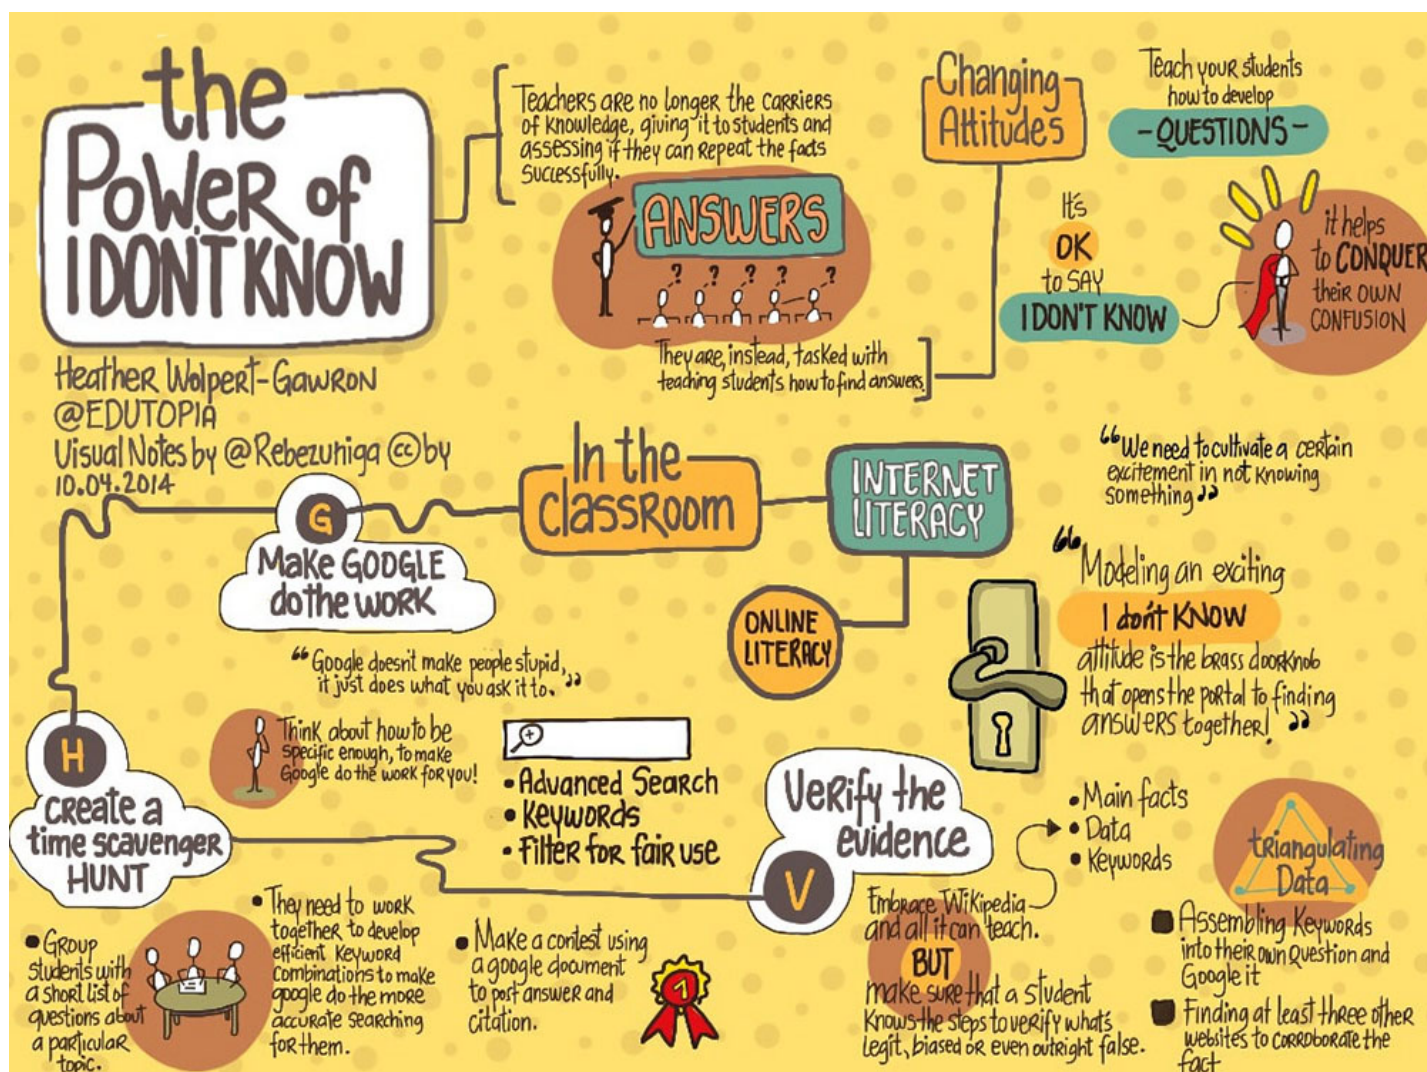 the
Power of
I DON'T KNOW
Heather Wolpert-Gawron
@EDUTOPIA
Visual Notes by @Rebezuniga cc by
10.04.2014
Teachers are no longer the carriers
of knowledge, giving it to students and
assessing if they can repeat the facts
successfully.
ANSWERS
? ? ? ? ?
They are, instead, tasked with
teaching students how to find answers.
Changing
Attitudes
Teach your students
how to develop
- QUESTIONS -
It's
OK
to SAY
I DON'T KNOW
it helps
to CONQUER
their OWN
CONFUSION
In the
classroom
INTERNET
LITERACY
ONLINE
LITERACY
"We need to cultivate a certain
excitement in not knowing
something"
"Modeling an exciting
I don't KNOW
attitude is the brass doorknob
that opens the portal to finding
answers together!"
G
Make GOOGLE
do the work
"Google doesn't make people stupid,
it just does what you ask it to."
Think about how to be
specific enough, to make
Google do the work for you!
• Advanced Search
• Keywords
• Filter for fair use
H
Create a
time scavenger
HUNT
• Group
students with
a short list of
questions about
a particular
topic.
• They need to work
together to develop
efficient keyword
combinations to make
google do the more
accurate searching
for them.
• Make a contest using
a google document
to post answer and
citation.
1
Verify the
evidence
V
Embrace Wikipedia
and all it can teach.
BUT
make sure that a student
knows the steps to verify what's
legit, biased or even outright false.
• Main facts
• Data
• Keywords
triangulating
Data
Assembling Keywords
into their own Question and
Google it
Finding at least three other
websites to corroborate the
fact